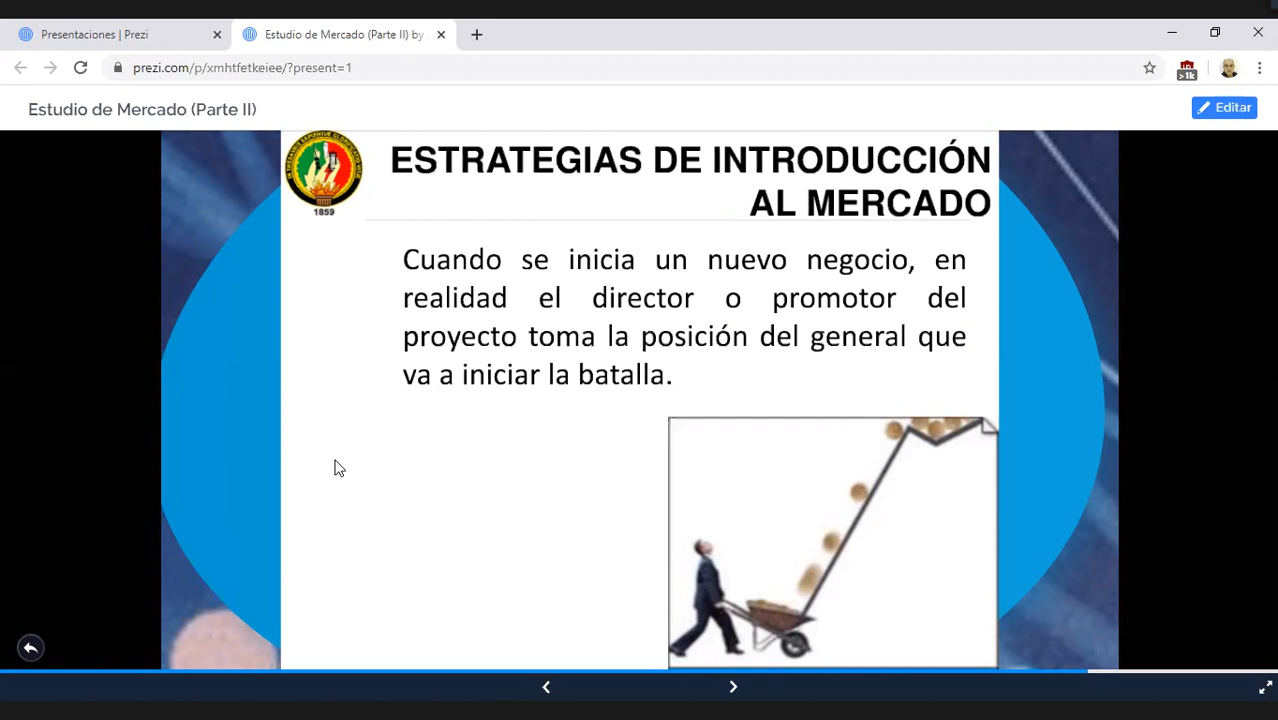 Presentaciones | Prezi
Estudio de Mercado (Parte II) by
prezi.com/p/xmhtfetkeiee/?present=1
>1k
Estudio de Mercado (Parte II)
Editar
1859
ESTRATEGIAS DE INTRODUCCIÓN
AL MERCADO
Cuando se inicia un nuevo negocio, en
realidad el director o promotor del
proyecto toma la posición del general que
va a iniciar la batalla.